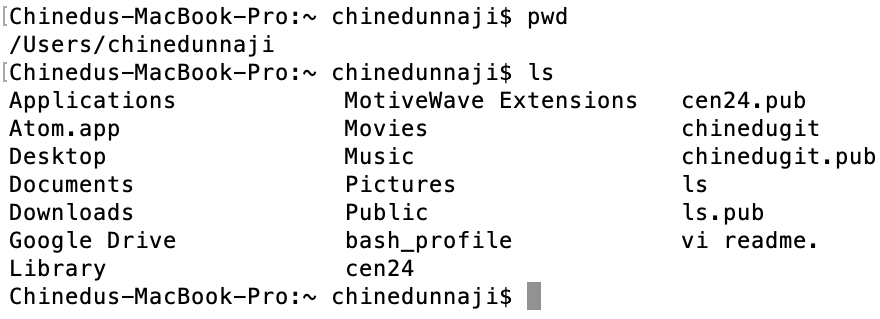 [Chinedus-MacBook-Pro:~ chinedunnaji$ pwd
/Users/chinedunnaji
[Chinedus-MacBook-Pro:~ chinedunnaji$ ls
Applications MotiveWave Extensions cen24.pub
Atom.app Movies chinedugit
Desktop Music chinedugit.pub
Documents Pictures ls
Downloads Public ls.pub
Google Drive bash_profile vi readme.
Library cen24
Chinedus-MacBook-Pro:~ chinedunnaji$